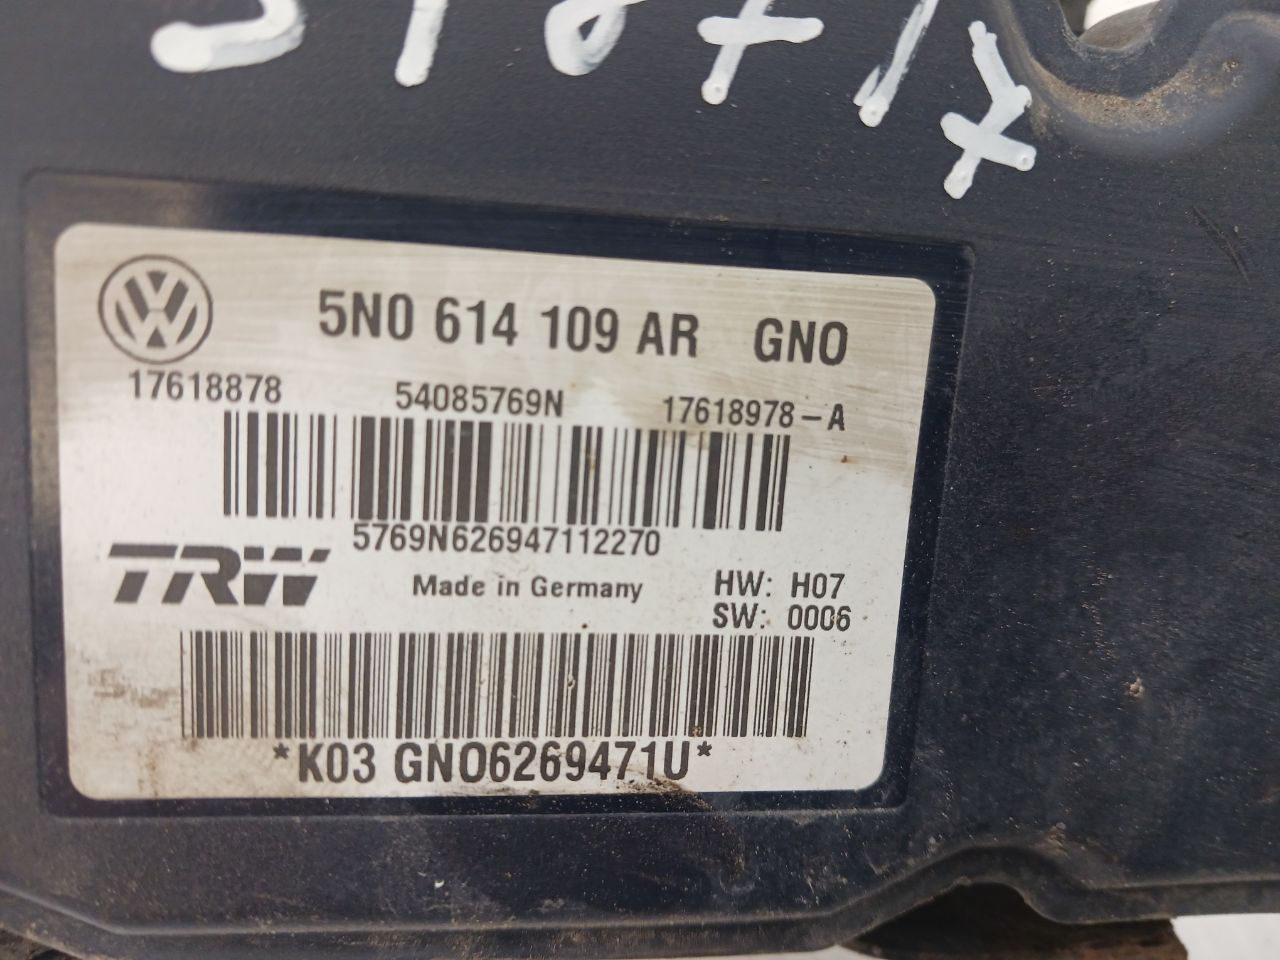 5N0 614 109 AR GNO
17618878 54085769N 17618978-A
5769N626947112270
TRW Made in Germany HW: H07
SW: 0006
*K03 GNO6269471U*